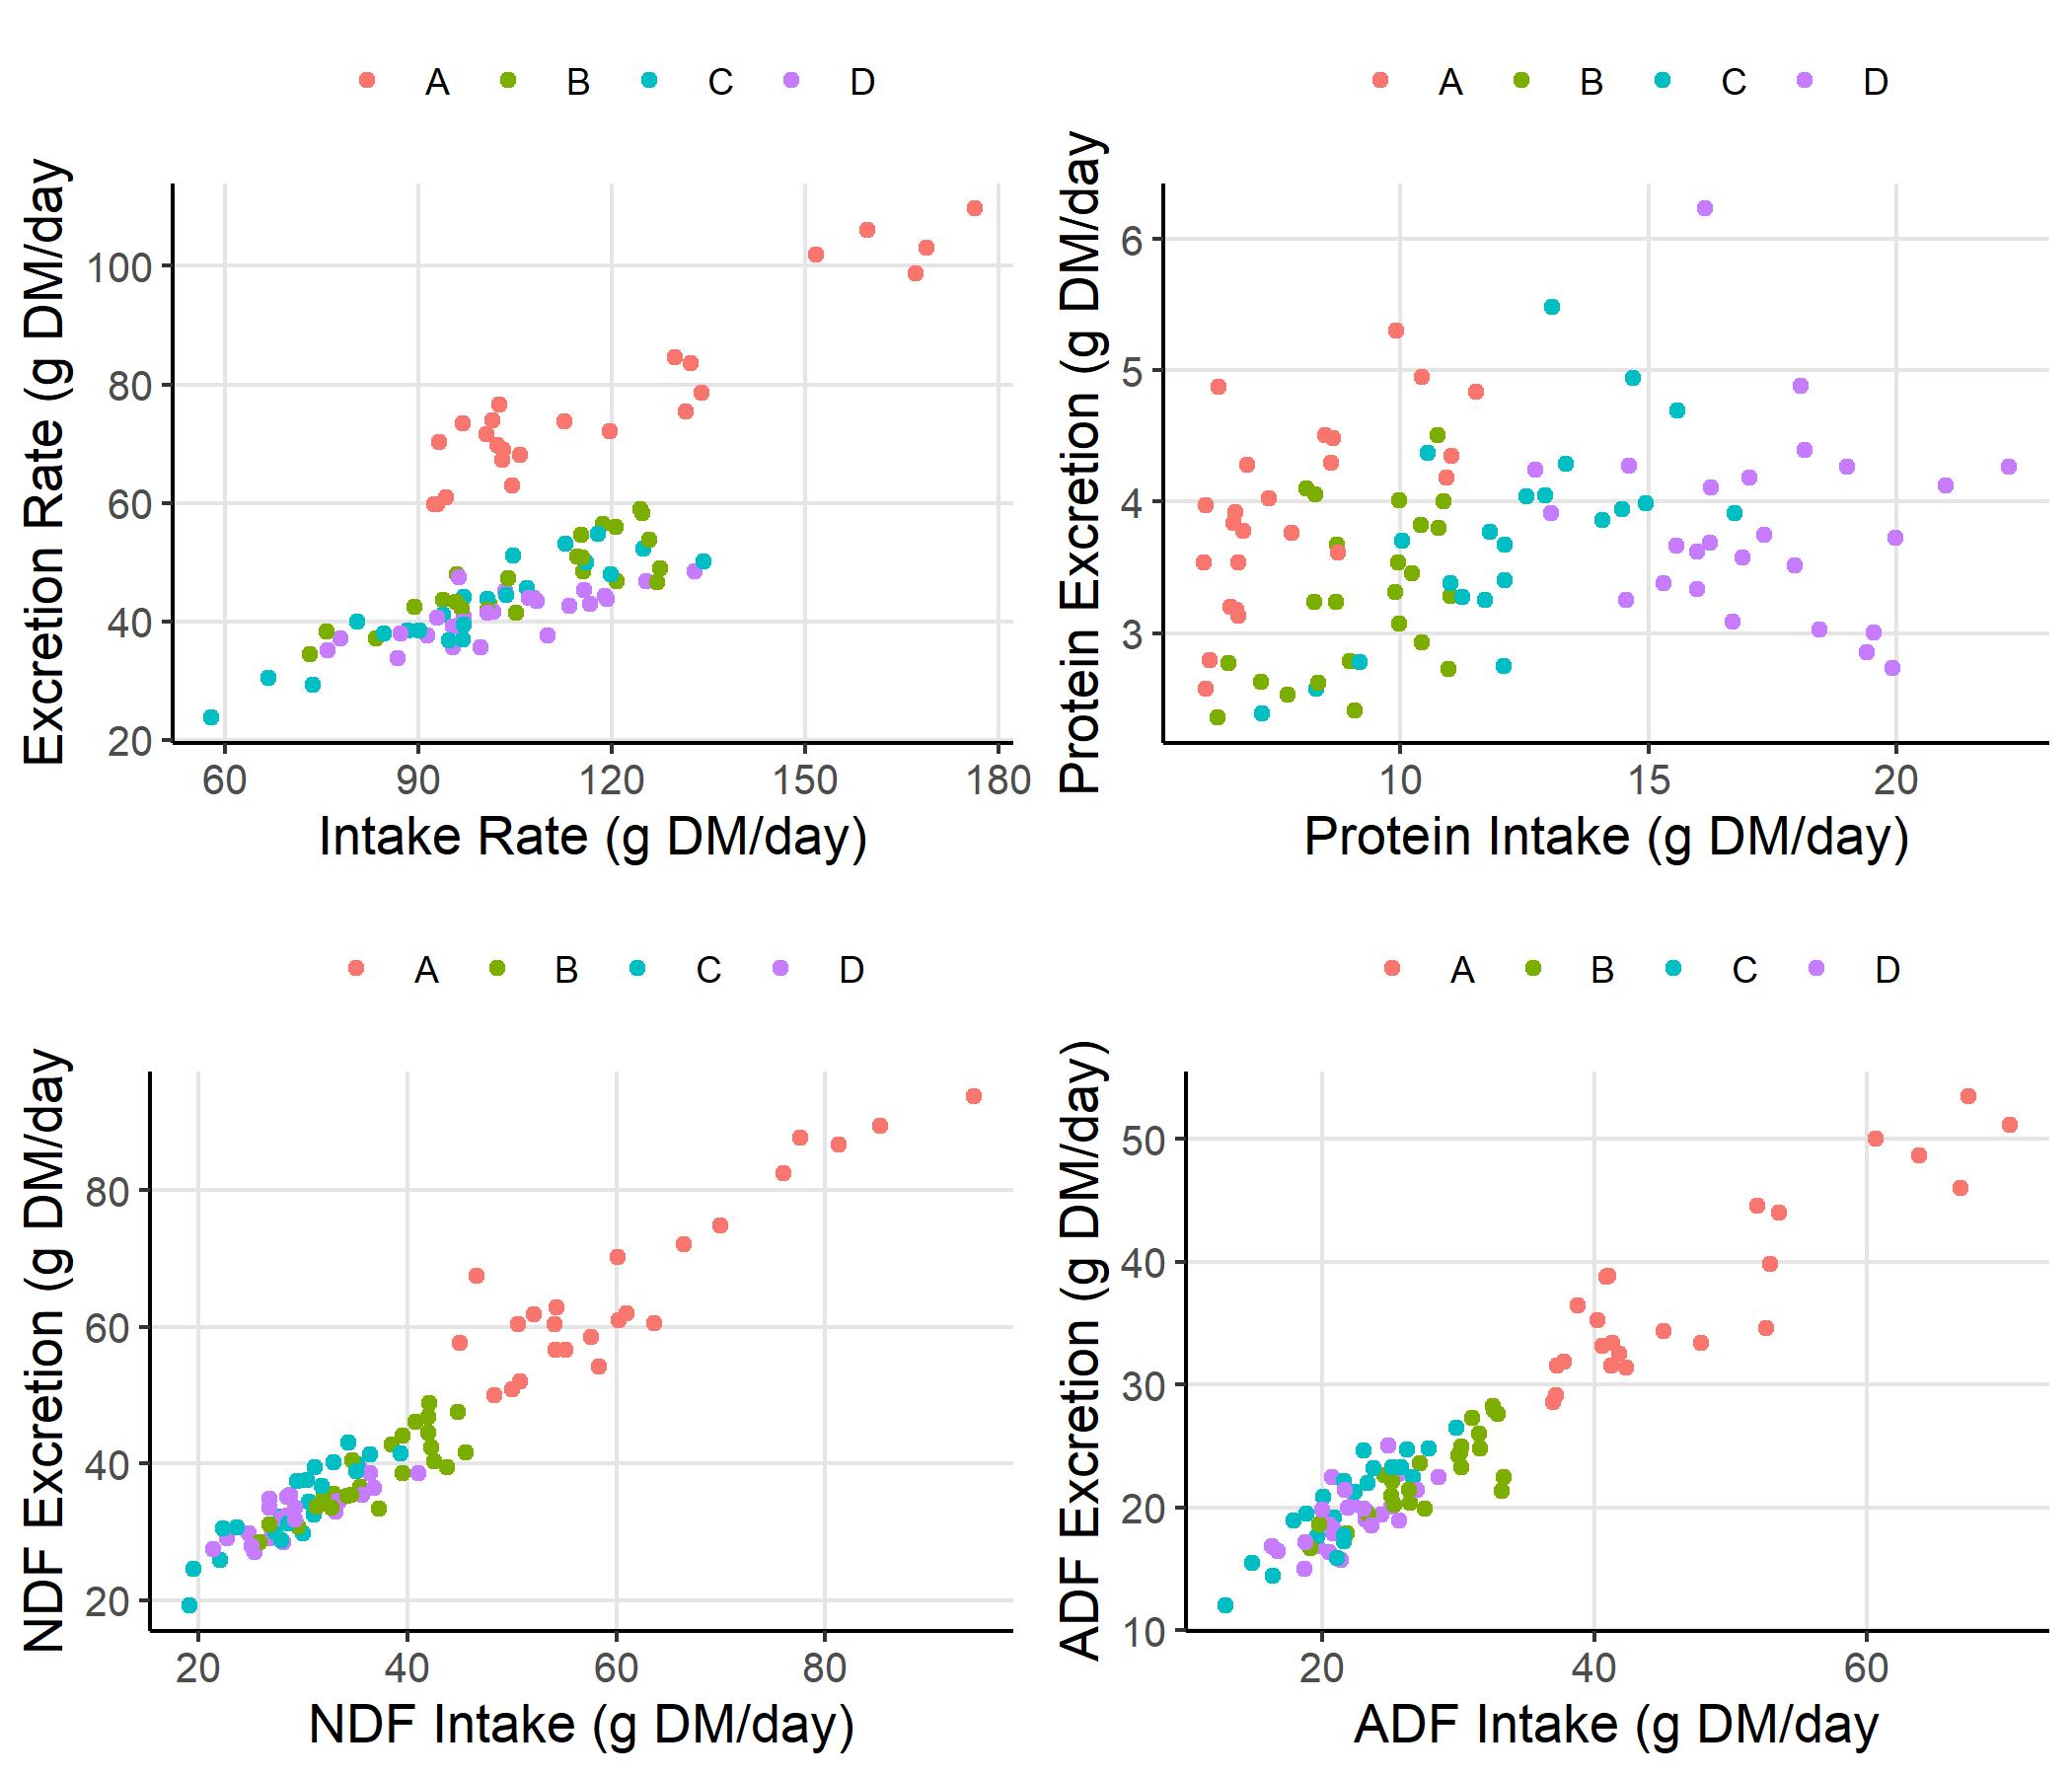 A B C D
Excretion Rate (g DM/day
100
80
60
40
20
60 90 120 150 180
Intake Rate (g DM/day)
A B C D
Protein Excretion (g DM/day
6
5
4
3
10 15 20
Protein Intake (g DM/day)
A B C D
NDF Excretion (g DM/day
80
60
40
20
20 40 60 80
NDF Intake (g DM/day)
A B C D
ADF Excretion (g DM/day)
50
40
30
20
10
20 40 60
ADF Intake (g DM/day